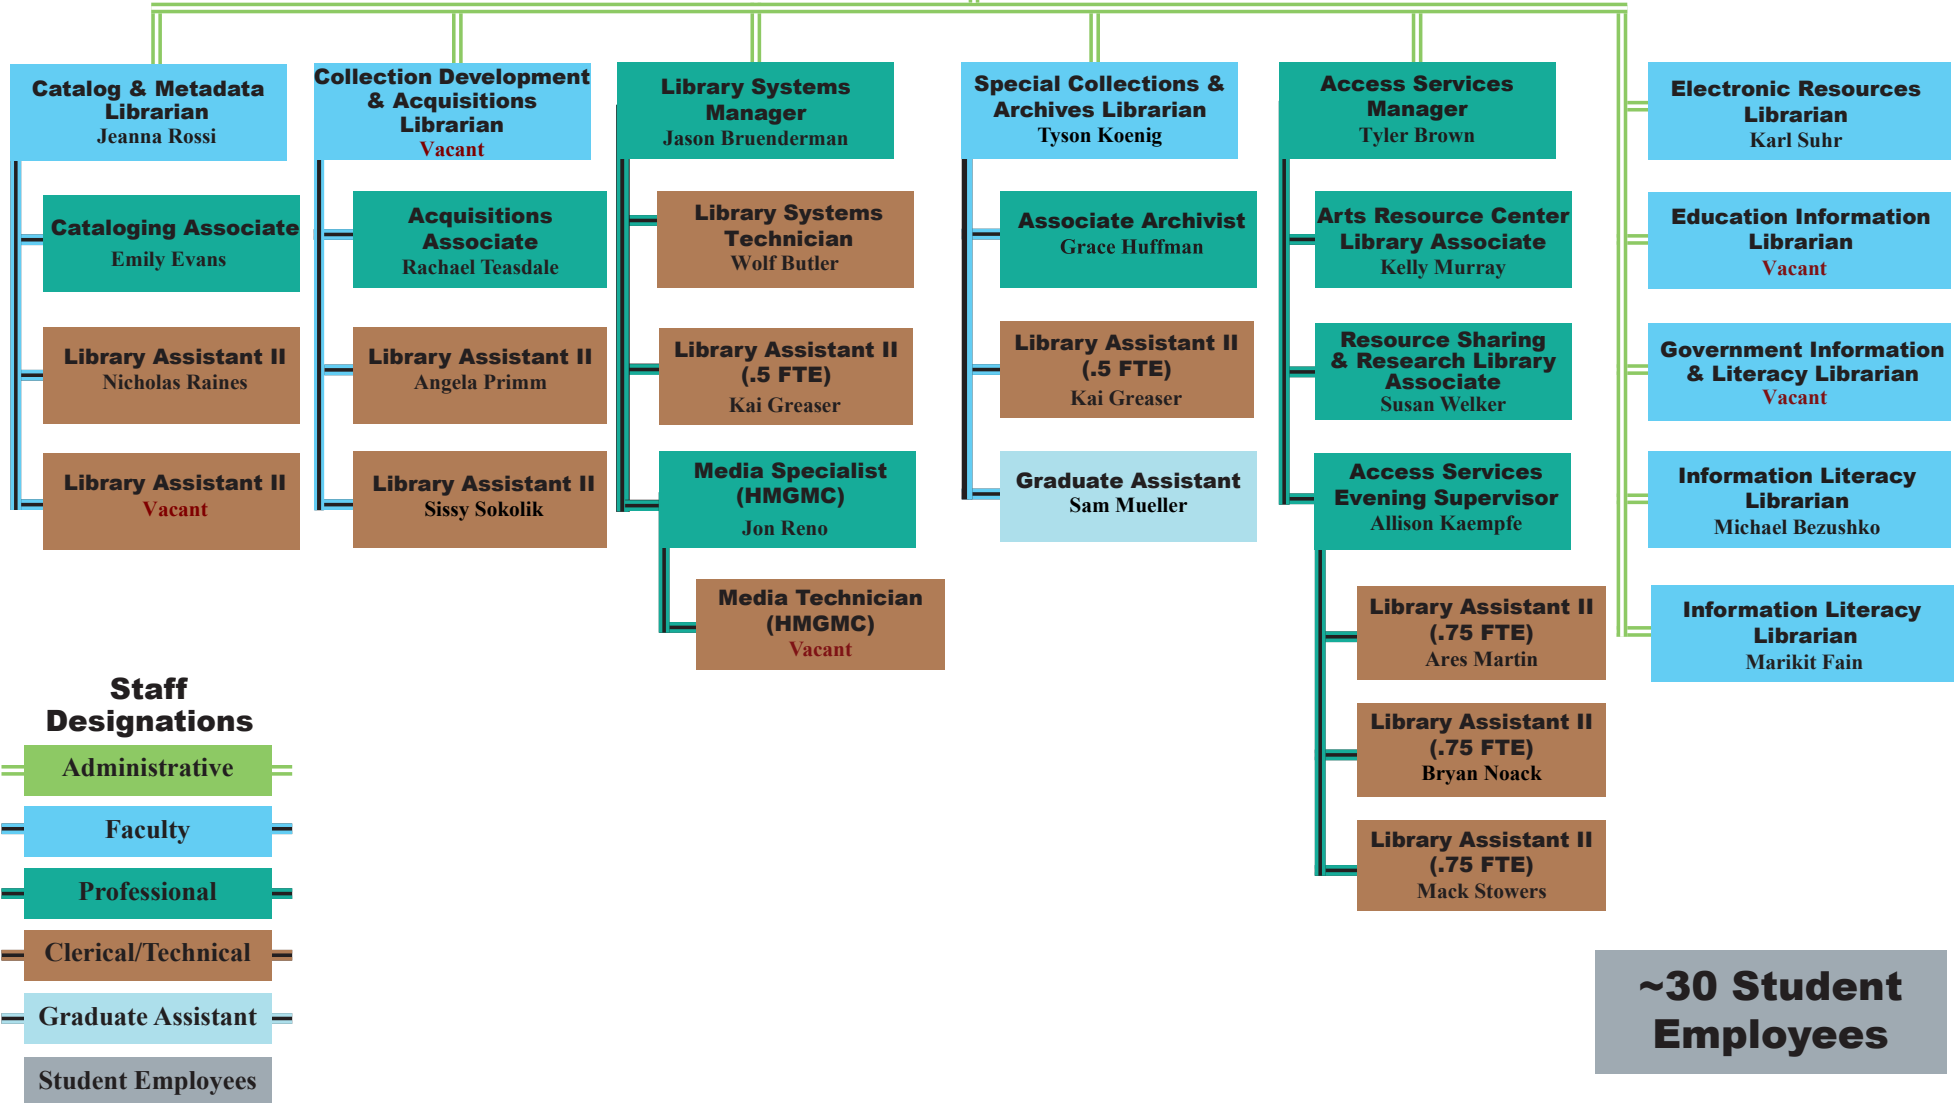 Catalog & Metadata
Librarian
Jeanna Rossi
Cataloging Associate
Emily Evans
Library Assistant II
Nicholas Raines
Library Assistant II
Vacant
Collection Development
& Acquisitions
Librarian
Vacant
Acquisitions
Associate
Rachael Teasdale
Library Assistant II
Angela Primm
Library Assistant II
Sissy Sokolik
Library Systems
Manager
Jason Bruenderman
Library Systems
Technician
Wolf Butler
Library Assistant II
(.5 FTE)
Kai Greaser
Media Specialist
(HMGMC)
Jon Reno
Media Technician
(HMGMC)
Vacant
Special Collections &
Archives Librarian
Tyson Koenig
Associate Archivist
Grace Huffman
Library Assistant II
(.5 FTE)
Kai Greaser
Graduate Assistant
Sam Mueller
Access Services
Manager
Tyler Brown
Arts Resource Center
Library Associate
Kelly Murray
Resource Sharing
& Research Library
Associate
Susan Welker
Access Services
Evening Supervisor
Allison Kaempfe
Library Assistant II
(.75 FTE)
Ares Martin
Library Assistant II
(.75 FTE)
Bryan Noack
Library Assistant II
(.75 FTE)
Mack Stowers
Electronic Resources
Librarian
Karl Suhr
Education Information
Librarian
Vacant
Government Information
& Literacy Librarian
Vacant
Information Literacy
Librarian
Michael Bezushko
Information Literacy
Librarian
Marikit Fain
Staff
Designations
Administrative
Faculty
Professional
Clerical/Technical
Graduate Assistant
Student Employees
~30 Student
Employees